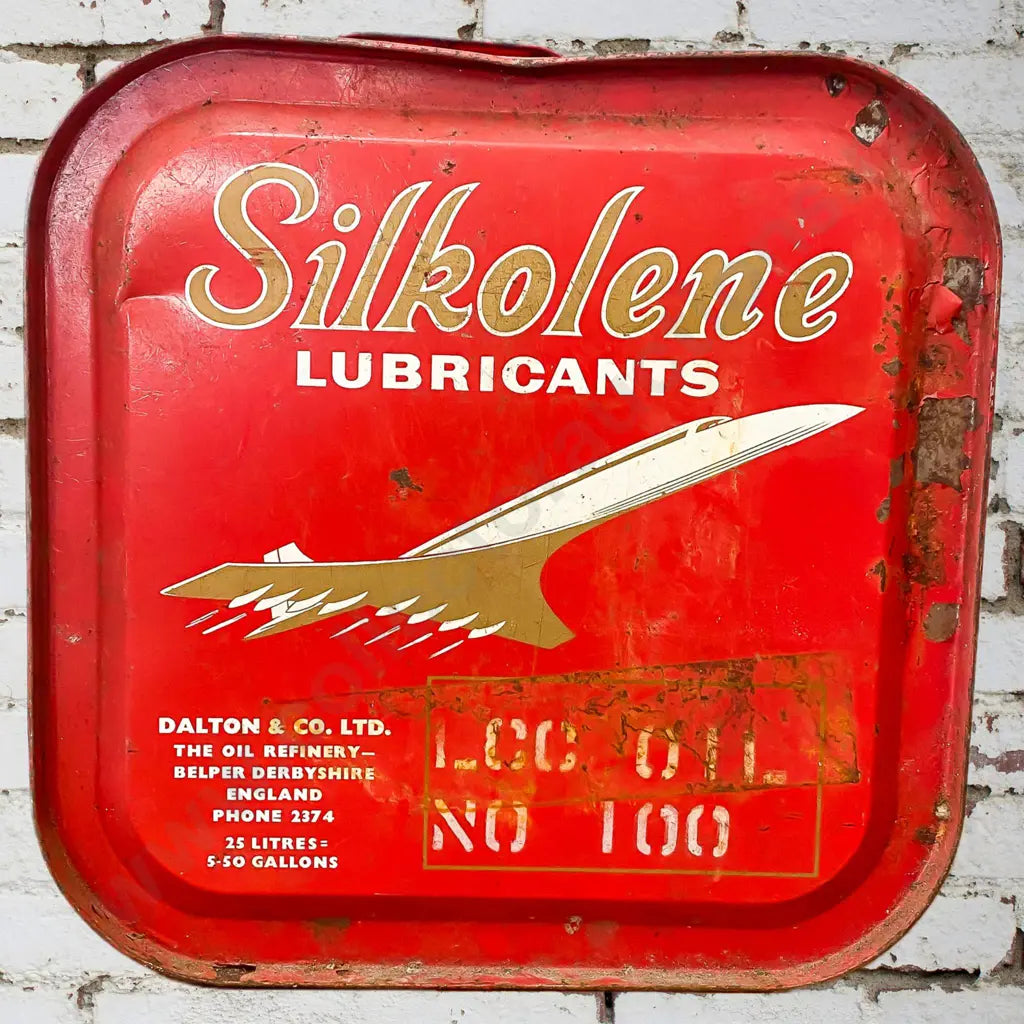 Silkolene
LUBRICANTS
DALTON & CO. LTD.
THE OIL REFINERY—
BELPER DERBYSHIRE
ENGLAND
PHONE 2374
25 LITRES=
5·50 GALLONS
OIL
NO 100